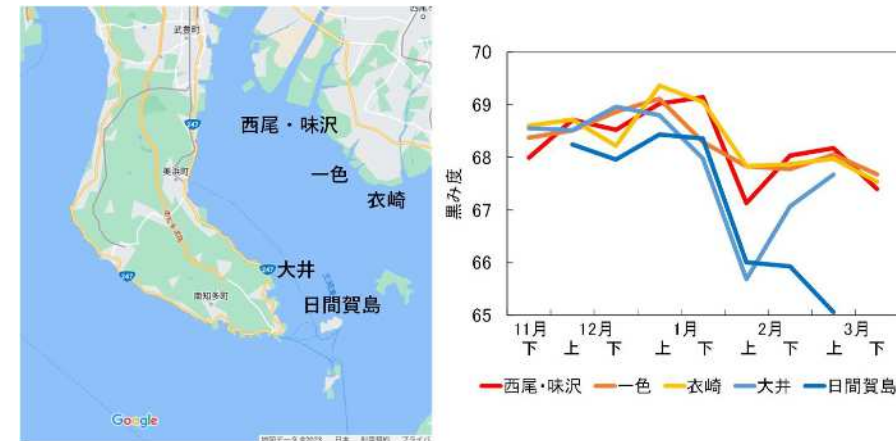 武豊町
247
西尾・味沢
美浜町
一色
衣崎
247
大井
247
南知多町
日間賀島
Google
70
69
68
67
66
65
黒み度
11月 12月 1月 2月 3月
下 上 下 上 下 上 下 上 下
西尾・味沢 一色 衣崎 大井 日間賀島